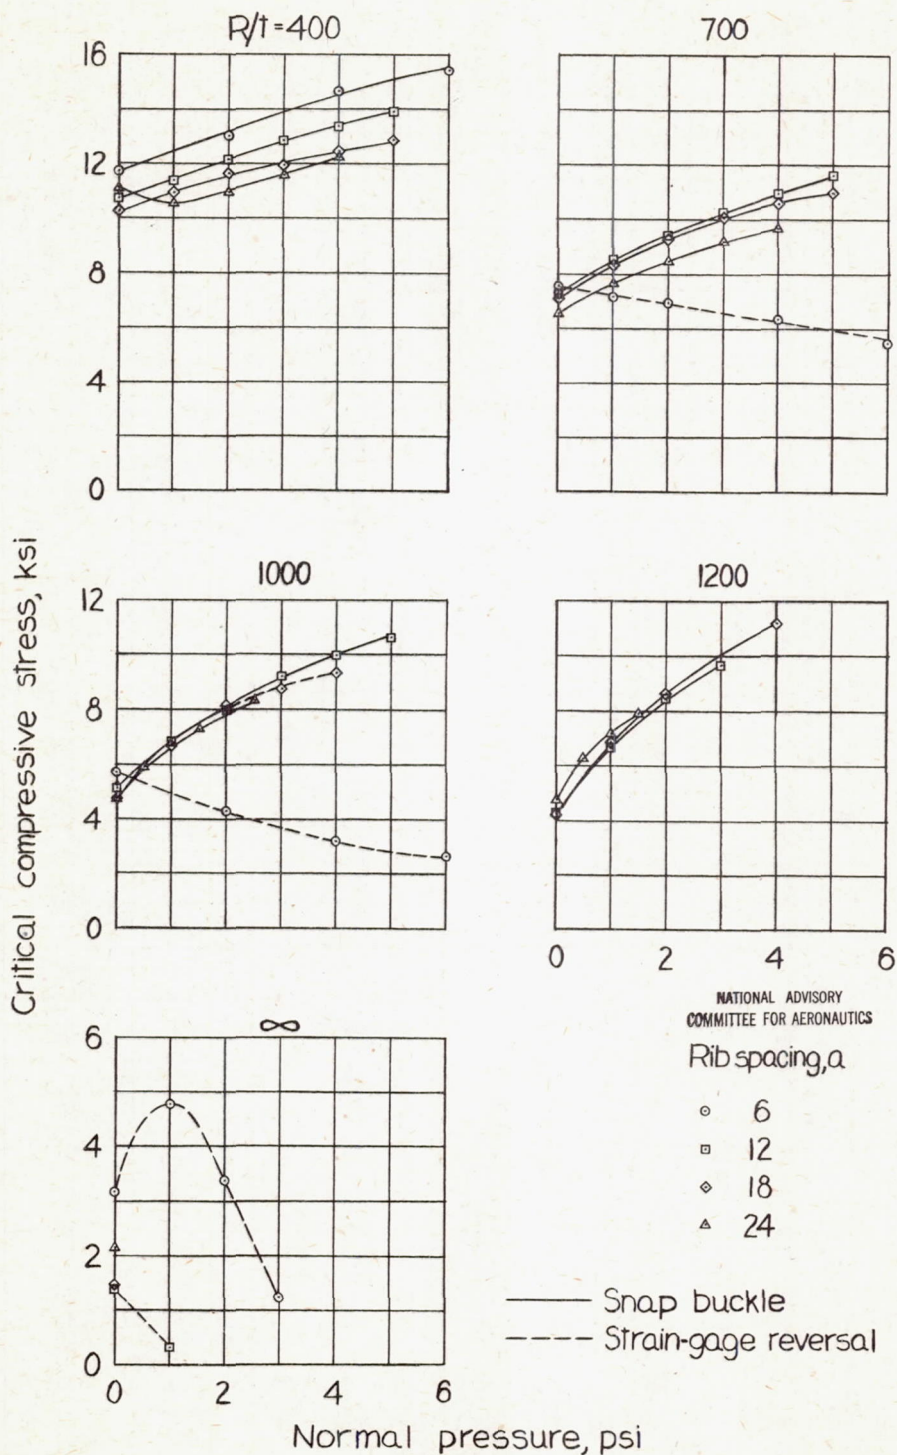 R/t=400
700
16
12
8
4
0
1000
1200
12
8
4
0
0 2 4 6
Critical compressive stress, ksi
NATIONAL ADVISORY
COMMITTEE FOR AERONAUTICS
Rib spacing, a
6
12
18
24
∞
6
4
2
0
0 2 4 6
Snap buckle
Strain-gage reversal
Normal pressure, psi